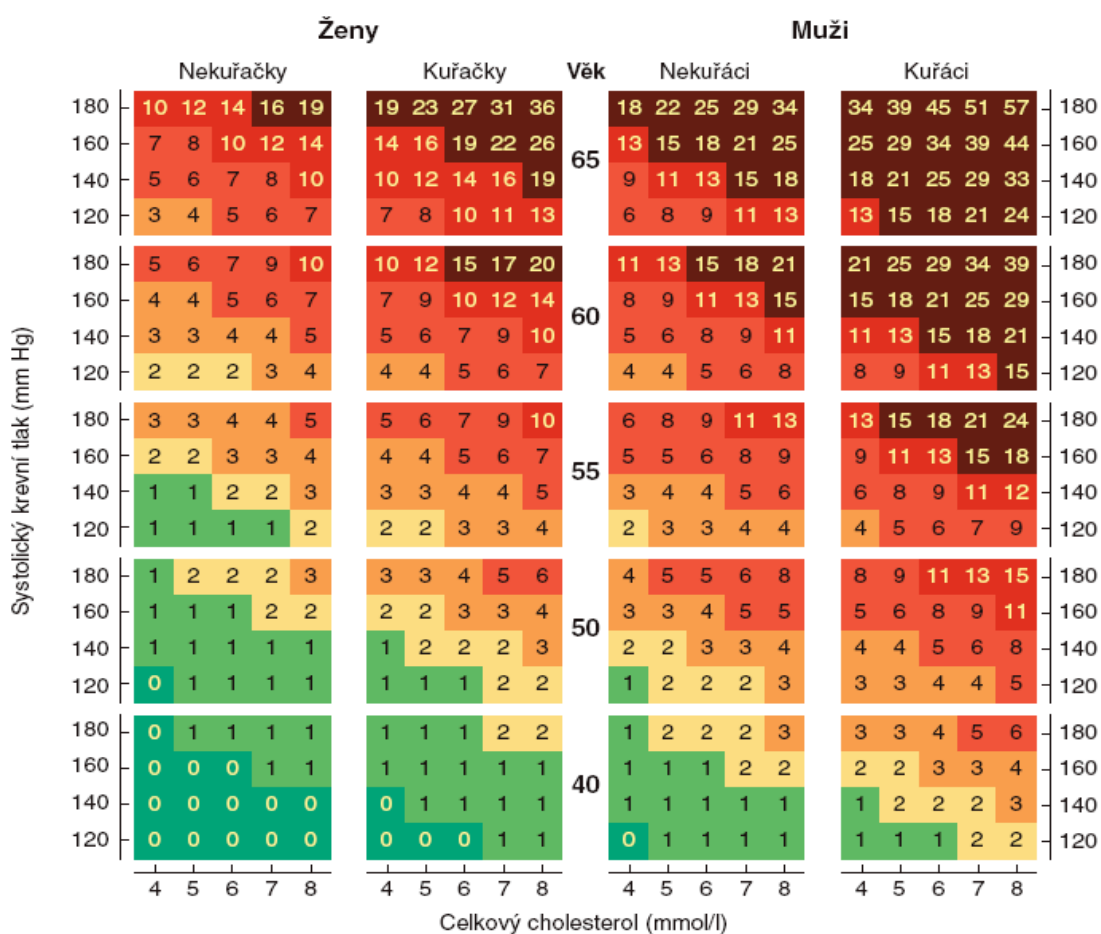 Ženy Muži
Nekuřačky Kuřačky Věk Nekuřáci Kuřáci
180 10 12 14 16 19 19 23 27 31 36 18 22 25 29 34 34 39 45 51 57 180
160 7 8 10 12 14 14 16 19 22 26 13 15 18 21 25 25 29 34 39 44 160
65
140 5 6 7 8 10 10 12 14 16 19 9 11 13 15 18 18 21 25 29 33 140
120 3 4 5 6 7 7 8 10 11 13 6 8 9 11 13 13 15 18 21 24 120
180 5 6 7 9 10 10 12 15 17 20 11 13 15 18 21 21 25 29 34 39 180
160 4 4 5 6 7 7 9 10 12 14 8 9 11 13 15 15 18 21 25 29 160
60
140 3 3 4 4 5 5 6 7 9 10 5 6 8 9 11 11 13 15 18 21 140
120 2 2 2 3 4 4 4 5 6 7 4 4 5 6 8 8 9 11 13 15 120
180 3 3 4 4 5 5 6 7 9 10 6 8 9 11 13 13 15 18 21 24 180
160 2 2 3 3 4 4 4 5 6 7 5 5 6 8 9 9 11 13 15 18 160
55
140 1 1 2 2 3 3 3 4 4 5 3 4 4 5 6 6 8 9 11 12 140
120 1 1 1 1 2 2 2 3 3 4 2 3 3 4 4 4 5 6 7 9 120
180 1 2 2 2 3 3 3 4 5 6 4 5 5 6 8 8 9 11 13 15 180
160 1 1 1 2 2 2 2 3 3 4 3 3 4 5 5 5 6 8 9 11 160
50
140 1 1 1 1 1 1 2 2 2 3 2 2 3 3 4 4 4 5 6 8 140
120 0 1 1 1 1 1 1 1 2 2 1 2 2 2 3 3 3 4 4 5 120
180 0 1 1 1 1 1 1 1 2 2 1 2 2 2 3 3 3 4 5 6 180
160 0 0 0 1 1 1 1 1 1 1 1 1 1 2 2 2 2 3 3 4 160
40
140 0 0 0 0 0 0 1 1 1 1 1 1 1 1 1 1 2 2 2 3 140
120 0 0 0 0 0 0 0 0 1 1 0 1 1 1 1 1 1 1 2 2 120
4 5 6 7 8 4 5 6 7 8 4 5 6 7 8 4 5 6 7 8
Systolický krevní tlak (mm Hg)
Celkový cholesterol (mmol/l)